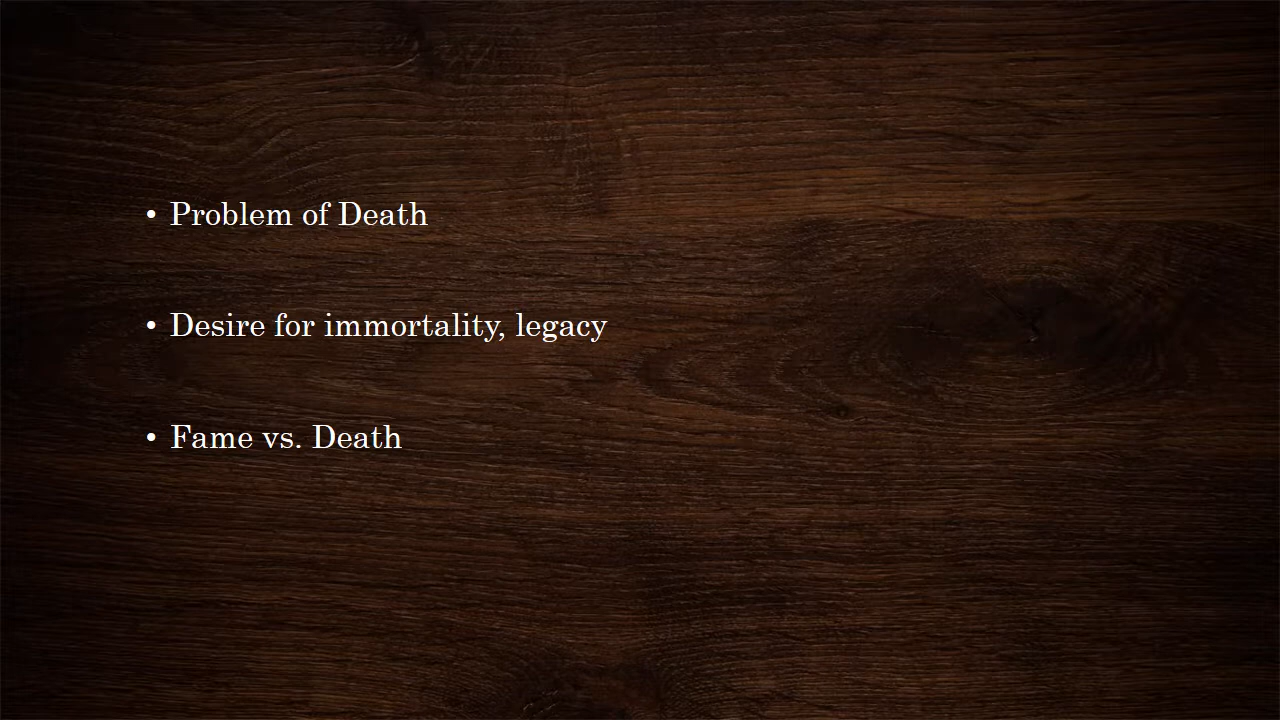 • Problem of Death
• Desire for immortality, legacy
• Fame vs. Death